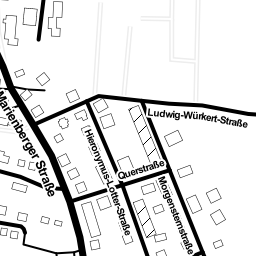 Ludwig-Würkert-Straße
Marienberger Straße
Hieronymus-Lotter-Straße
Querstraße
Morgensternstraße